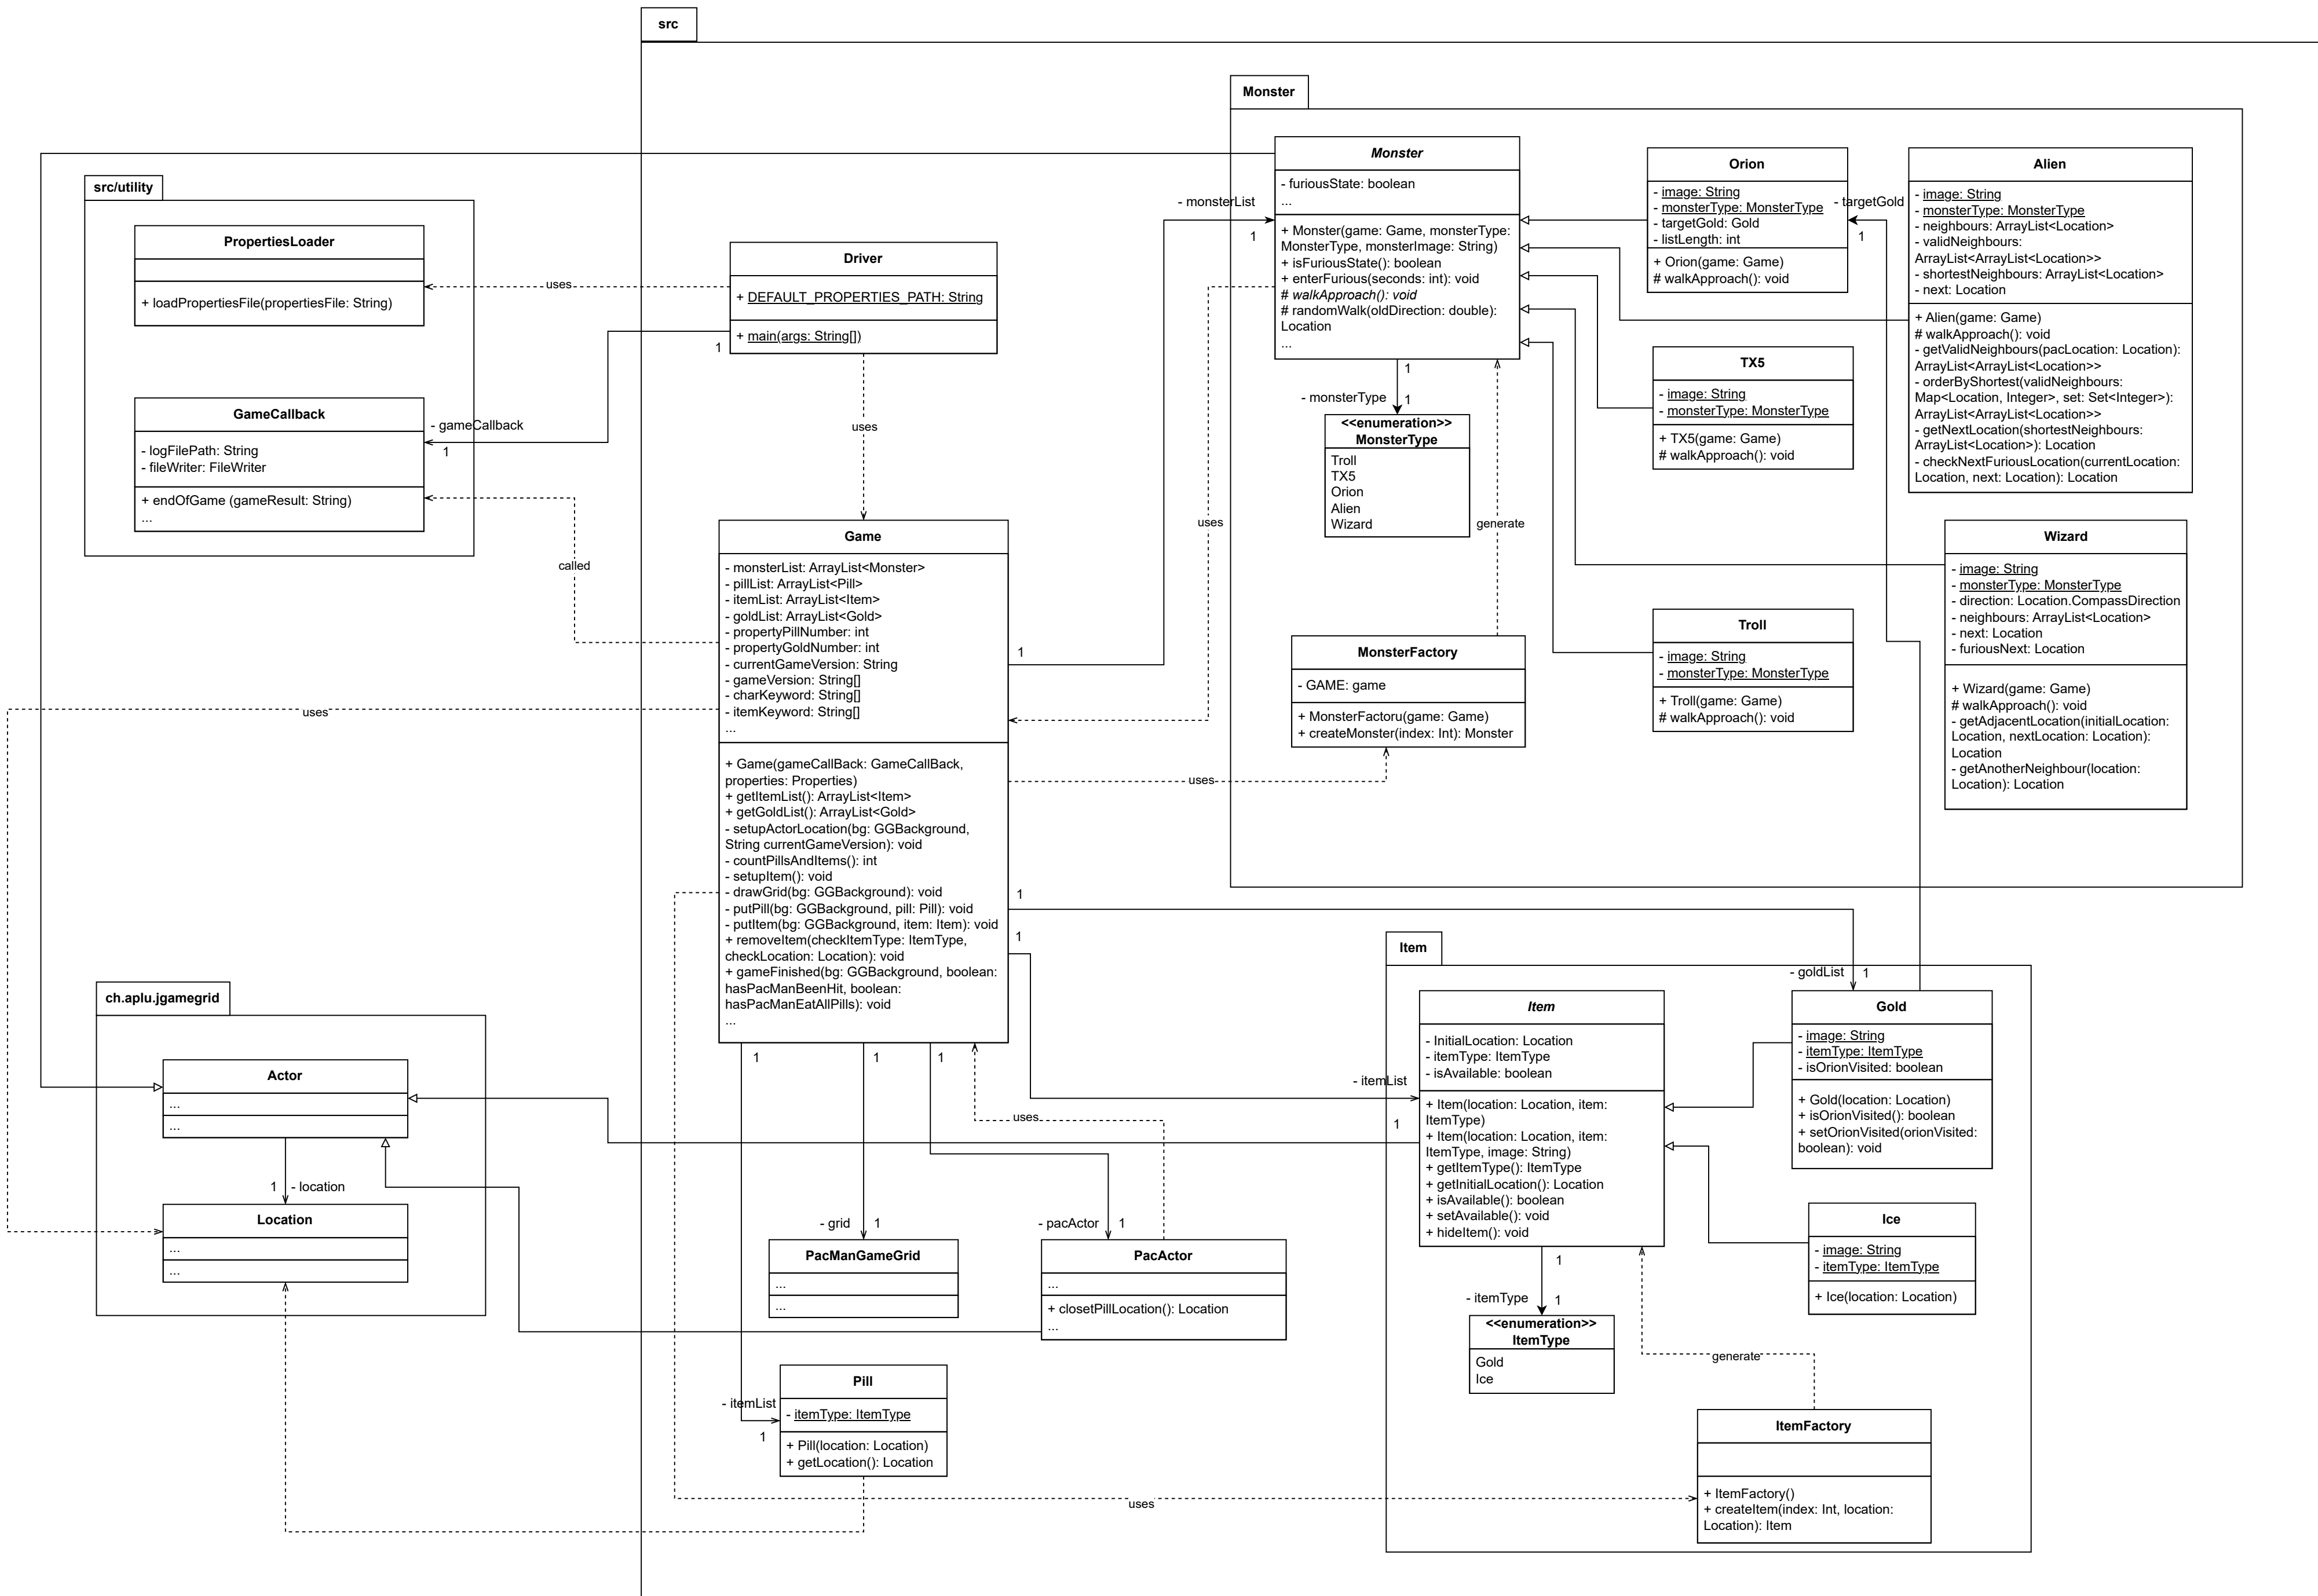 src
Monster
src/utility
PropertiesLoader
+ loadPropertiesFile(propertiesFile: String)
GameCallback
- logFilePath: String
- fileWriter: FileWriter
+ endOfGame (gameResult: String)
...
uses
- gameCallback
1
1
called
Driver
+ DEFAULT_PROPERTIES_PATH: String
+ main(args: String[])
uses
Game
- monsterList: ArrayList<Monster>
- pillList: ArrayList<Pill>
- itemList: ArrayList<Item>
- goldList: ArrayList<Gold>
- propertyPillNumber: int
- propertyGoldNumber: int
- currentGameVersion: String
- gameVersion: String[]
- charKeyword: String[]
- itemKeyword: String[]
...
+ Game(gameCallBack: GameCallBack,
properties: Properties)
+ getItemList(): ArrayList<Item>
+ getGoldList(): ArrayList<Gold>
- setupActorLocation(bg: GGBackground,
String currentGameVersion): void
- countPillsAndItems(): int
- setupItem(): void
- drawGrid(bg: GGBackground): void
- putPill(bg: GGBackground, pill: Pill): void
- putItem(bg: GGBackground, item: Item): void
+ removeItem(checkItemType: ItemType,
checkLocation: Location): void
+ gameFinished(bg: GGBackground, boolean:
hasPacManBeenHit, boolean:
hasPacManEatAllPills): void
...
- monsterList
1
1
uses
uses
Monster
- furiousState: boolean
...
+ Monster(game: Game, monsterType:
MonsterType, monsterImage: String)
+ isFuriousState(): boolean
+ enterFurious(seconds: int): void
# walkApproach(): void
# randomWalk(oldDirection: double):
Location
...
1
- monsterType
1
<<enumeration>>
MonsterType
Troll
TX5
Orion
Alien
Wizard
generate
MonsterFactory
- GAME: game
+ MonsterFactoru(game: Game)
+ createMonster(index: Int): Monster
Orion
- image: String
- monsterType: MonsterType
- targetGold: Gold
- listLength: int
+ Orion(game: Game)
# walkApproach(): void
- targetGold
1
TX5
- image: String
- monsterType: MonsterType
+ TX5(game: Game)
# walkApproach(): void
Troll
- image: String
- monsterType: MonsterType
+ Troll(game: Game)
# walkApproach(): void
Alien
- image: String
- monsterType: MonsterType
- neighbours: ArrayList<Location>
- validNeighbours:
ArrayList<ArrayList<Location>>
- shortestNeighbours: ArrayList<Location>
- next: Location
+ Alien(game: Game)
# walkApproach(): void
- getValidNeighbours(pacLocation: Location):
ArrayList<ArrayList<Location>>
- orderByShortest(validNeighbours:
Map<Location, Integer>, set: Set<Integer>):
ArrayList<ArrayList<Location>>
- getNextLocation(shortestNeighbours:
ArrayList<Location>): Location
- checkNextFuriousLocation(currentLocation:
Location, next: Location): Location
Wizard
- image: String
- monsterType: MonsterType
- direction: Location.CompassDirection
- neighbours: ArrayList<Location>
- next: Location
- furiousNext: Location
+ Wizard(game: Game)
# walkApproach(): void
- getAdjacentLocation(initialLocation:
Location, nextLocation: Location):
Location
- getAnotherNeighbour(location:
Location): Location
uses
ch.aplu.jgamegrid
Actor
...
...
1
- location
Location
...
...
1
1
1
1
1
uses
- grid
1
PacManGameGrid
...
...
- pacActor
1
PacActor
...
+ closetPillLocation(): Location
...
- itemList
1
Pill
- itemType: ItemType
+ Pill(location: Location)
+ getLocation(): Location
uses
Item
- goldList
1
- itemList
1
Item
- InitialLocation: Location
- itemType: ItemType
- isAvailable: boolean
+ Item(location: Location, item:
ItemType)
+ Item(location: Location, item:
ItemType, image: String)
+ getItemType(): ItemType
+ getInitialLocation(): Location
+ isAvailable(): boolean
+ setAvailable(): void
+ hideItem(): void
1
- itemType
1
<<enumeration>>
ItemType
Gold
Ice
Gold
- image: String
- itemType: ItemType
- isOrionVisited: boolean
+ Gold(location: Location)
+ isOrionVisited(): boolean
+ setOrionVisited(orionVisited:
boolean): void
Ice
- image: String
- itemType: ItemType
+ Ice(location: Location)
generate
ItemFactory
+ ItemFactory()
+ createItem(index: Int, location:
Location): Item